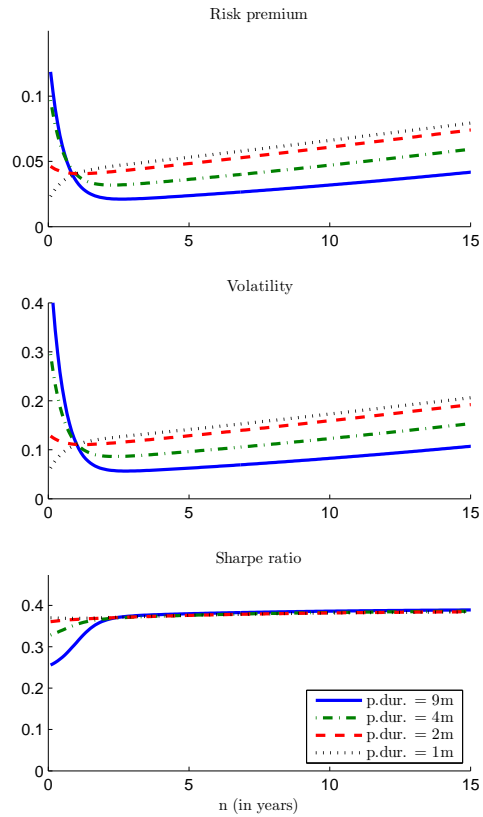 Risk premium
0.1
0.05
0
0 5 10 15
Volatility
0.4
0.3
0.2
0.1
0
0 5 10 15
Sharpe ratio
0.4
0.3
0.2
0.1
0
p.dur. = 9m
p.dur. = 4m
p.dur. = 2m
p.dur. = 1m
0 5 10 15
n (in years)